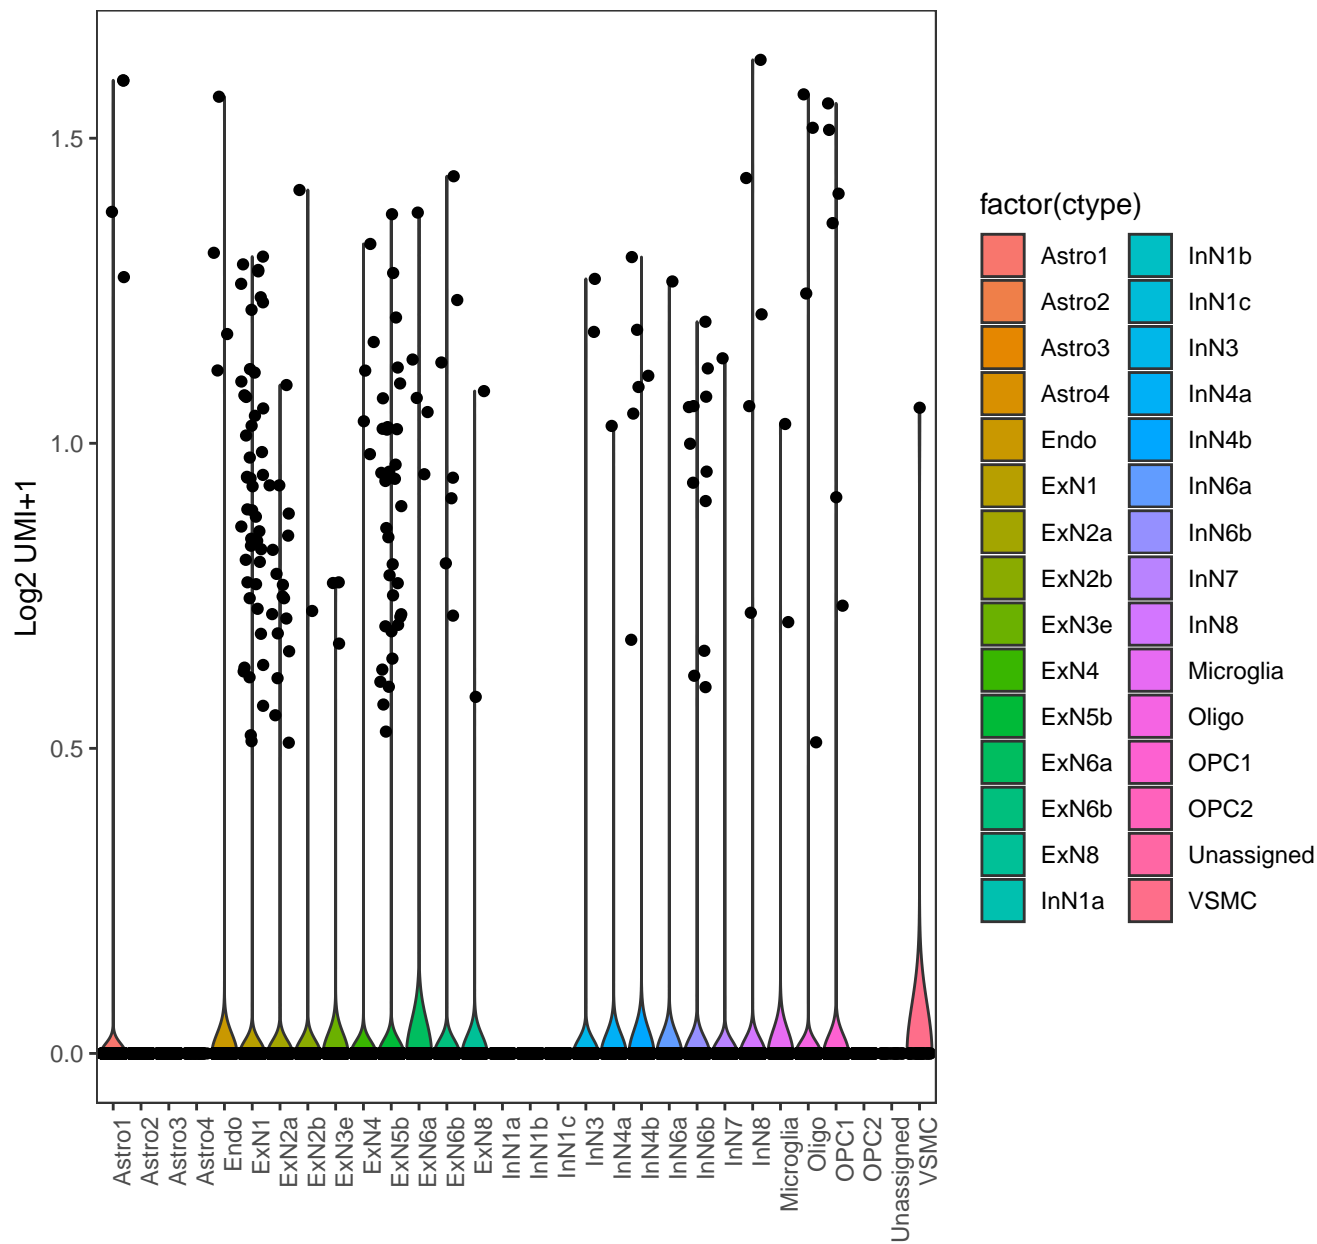 Log2 UMI+1
1.5
1.0
0.5
0.0
Astro1
Astro2
Astro3
Astro4
Endo
ExN1
ExN2a
ExN2b
ExN3e
ExN4
ExN5b
ExN6a
ExN6b
ExN8
InN1a
InN1b
InN1c
InN3
InN4a
InN4b
InN6a
InN6b
InN7
InN8
Microglia
Oligo
OPC1
OPC2
Unassigned
VSMC
factor(ctype)
Astro1
Astro2
Astro3
Astro4
Endo
ExN1
ExN2a
ExN2b
ExN3e
ExN4
ExN5b
ExN6a
ExN6b
ExN8
InN1a
InN1b
InN1c
InN3
InN4a
InN4b
InN6a
InN6b
InN7
InN8
Microglia
Oligo
OPC1
OPC2
Unassigned
VSMC